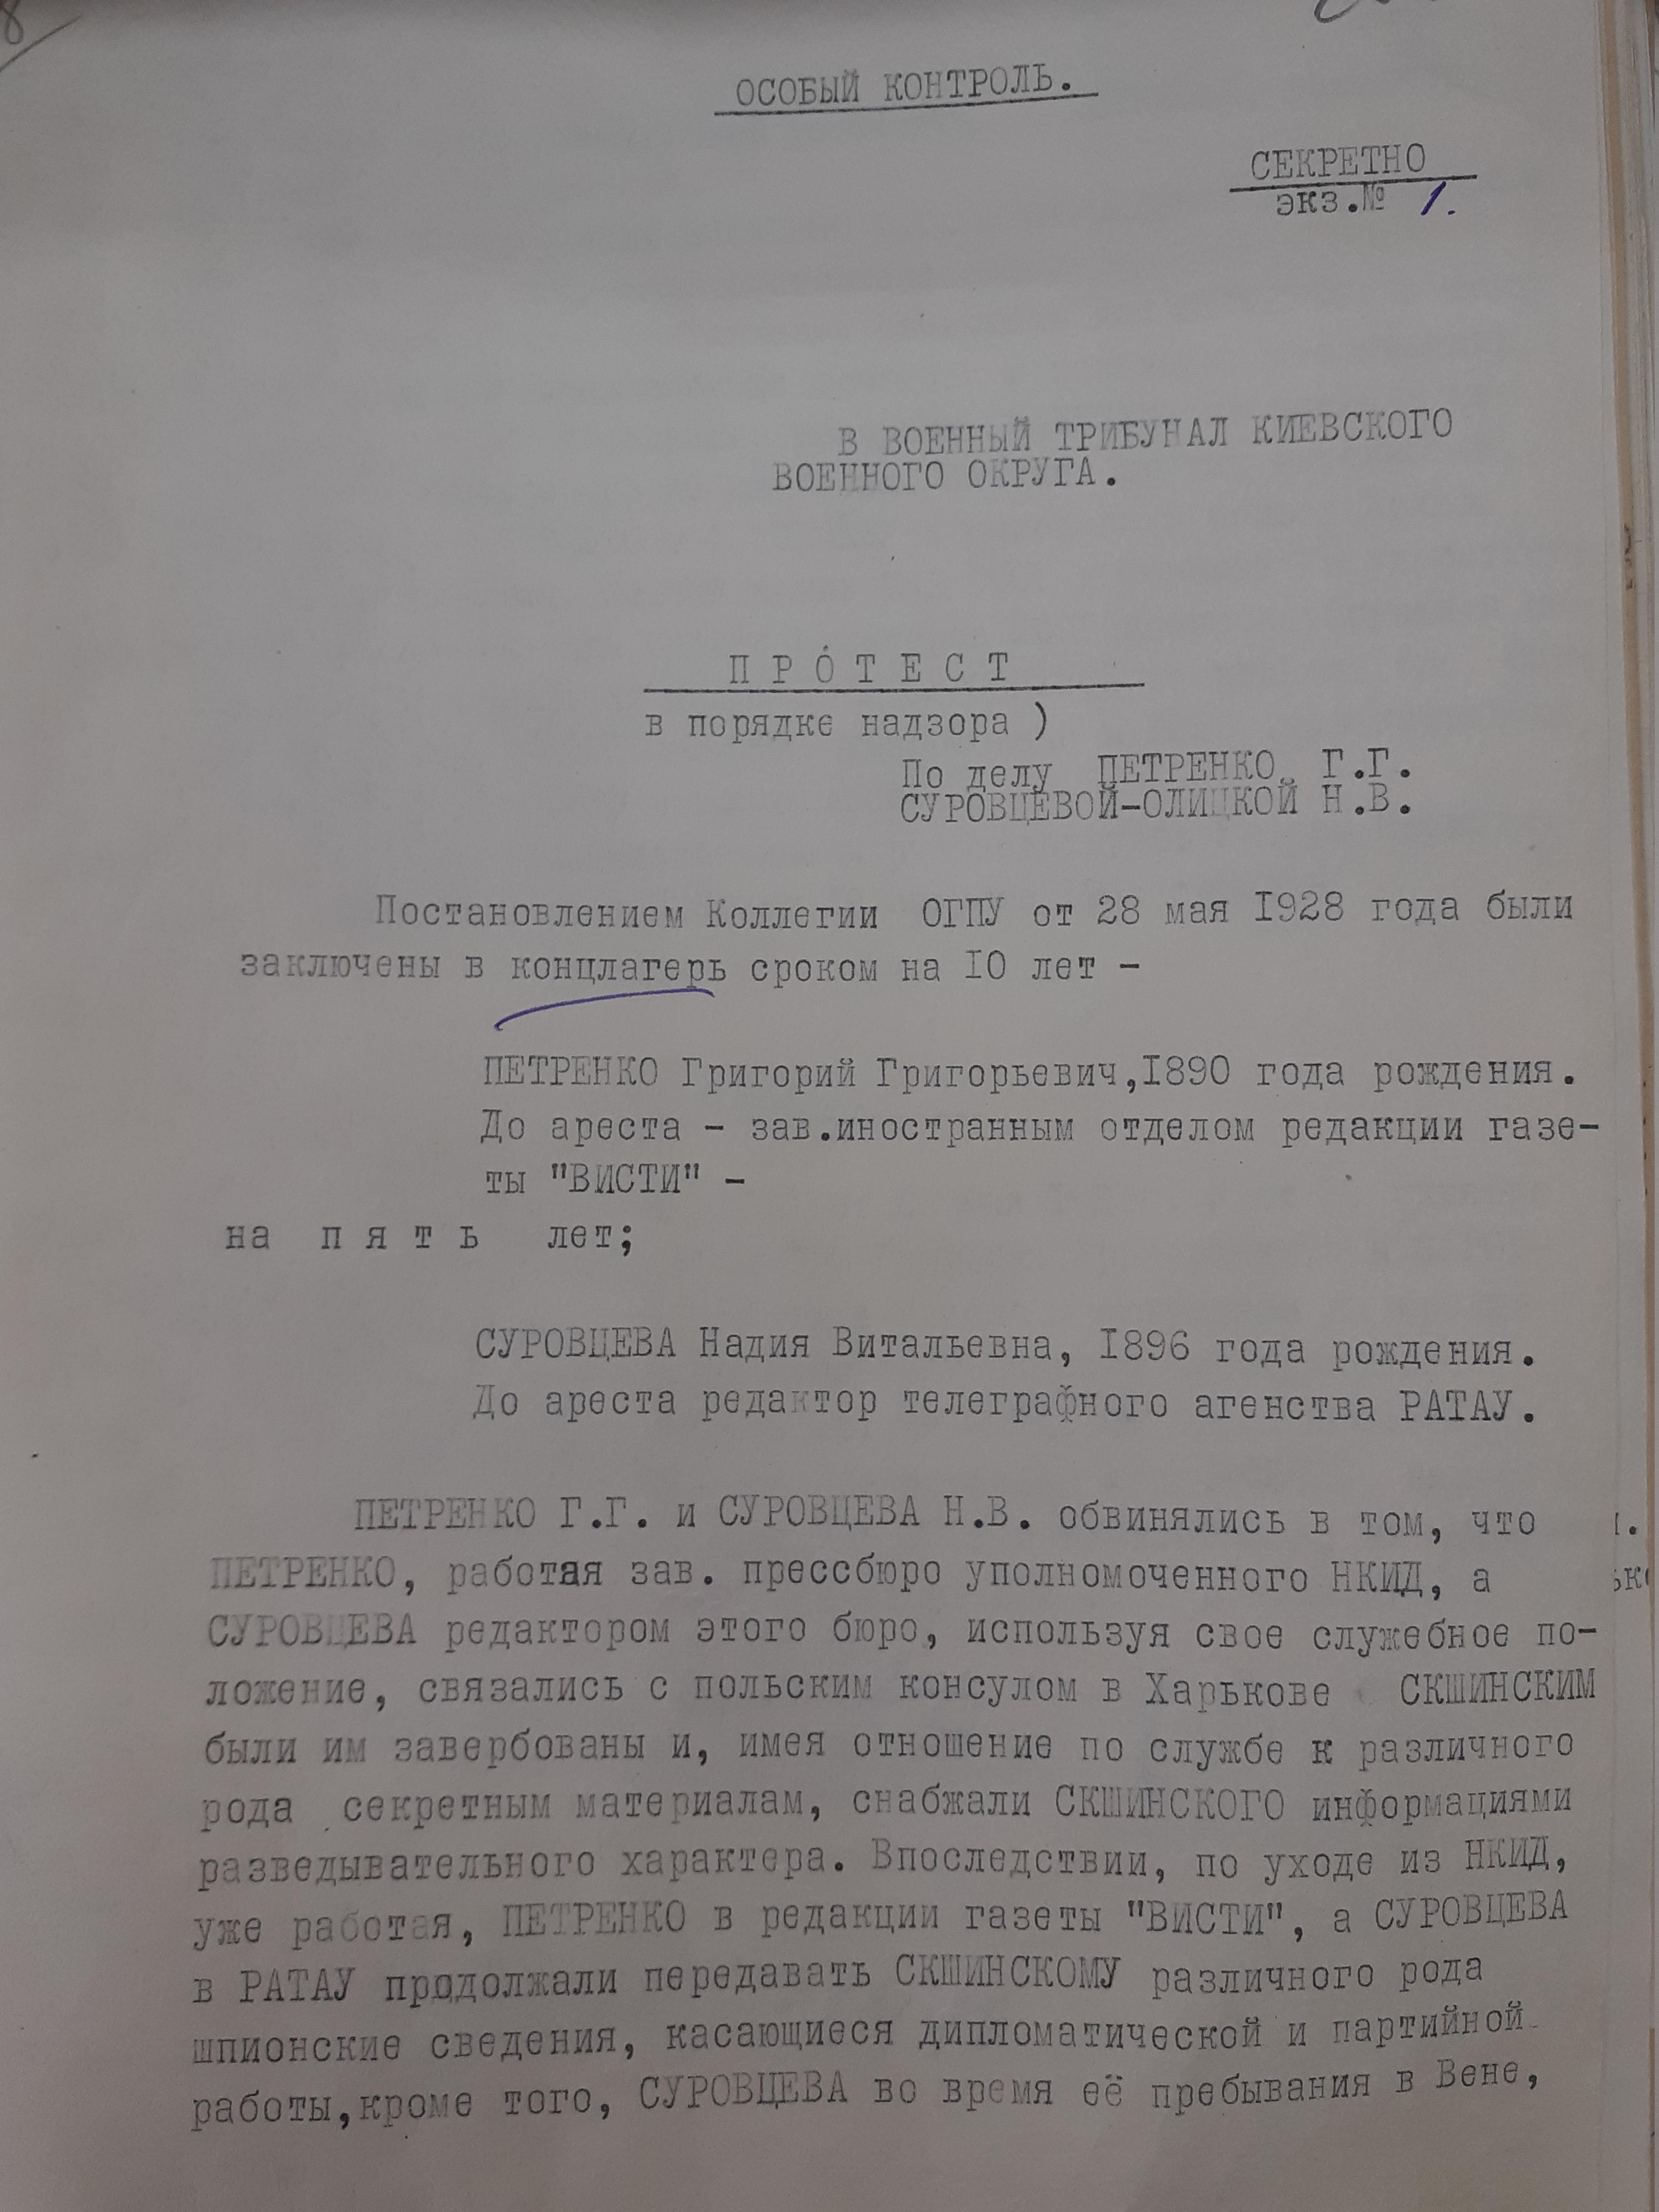 8
ОСОБЫЙ КОНТРОЛЬ.
СЕКРЕТНО
экз.№ 1.
В ВОЕННЫЙ ТРИБУНАЛ КИЕВСКОГО
ВОЕННОГО ОКРУГА.
П Р О Т Е С Т
в порядке надзора )
По делу ПЕТРЕНКО Г.Г.
СУРОВЦЕВОЙ-ОЛИЦКОЙ Н.В.
Постановлением Коллегии ОГПУ от 28 мая I928 года были
заключены в концлагерь сроком на I0 лет -
ПЕТРЕНКО Григорий Григорьевич,I890 года рождения.
До ареста - зав.иностранным отделом редакции газе-
ты "ВИСТИ" -
на п я т ь лет;
СУРОВЦЕВА Надия Витальевна, I896 года рождения.
До ареста редактор телеграфного агенства РАТАУ.
ПЕТРЕНКО Г.Г. и СУРОВЦЕВА Н.В. обвинялись в том, что
ПЕТРЕНКО, работая зав. прессбюро уполномоченного НКИД, а
СУРОВЦЕВА редактором этого бюро, используя свое служебное по-
ложение, связались с польским консулом в Харькове СКШИНСКИМ
были им завербованы и, имея отношение по службе к различного
рода секретным материалам, снабжали СКШИНСКОГО информациями
разведывательного характера. Впоследствии, по уходе из НКИД,
уже работая, ПЕТРЕНКО в редакции газеты "ВИСТИ", а СУРОВЦЕВА
в РАТАУ продолжали передавать СКШИНСКОМУ различного рода
шпионские сведения, касающиеся дипломатической и партийной
работы,кроме того, СУРОВЦЕВА во время её пребывания в Вене,